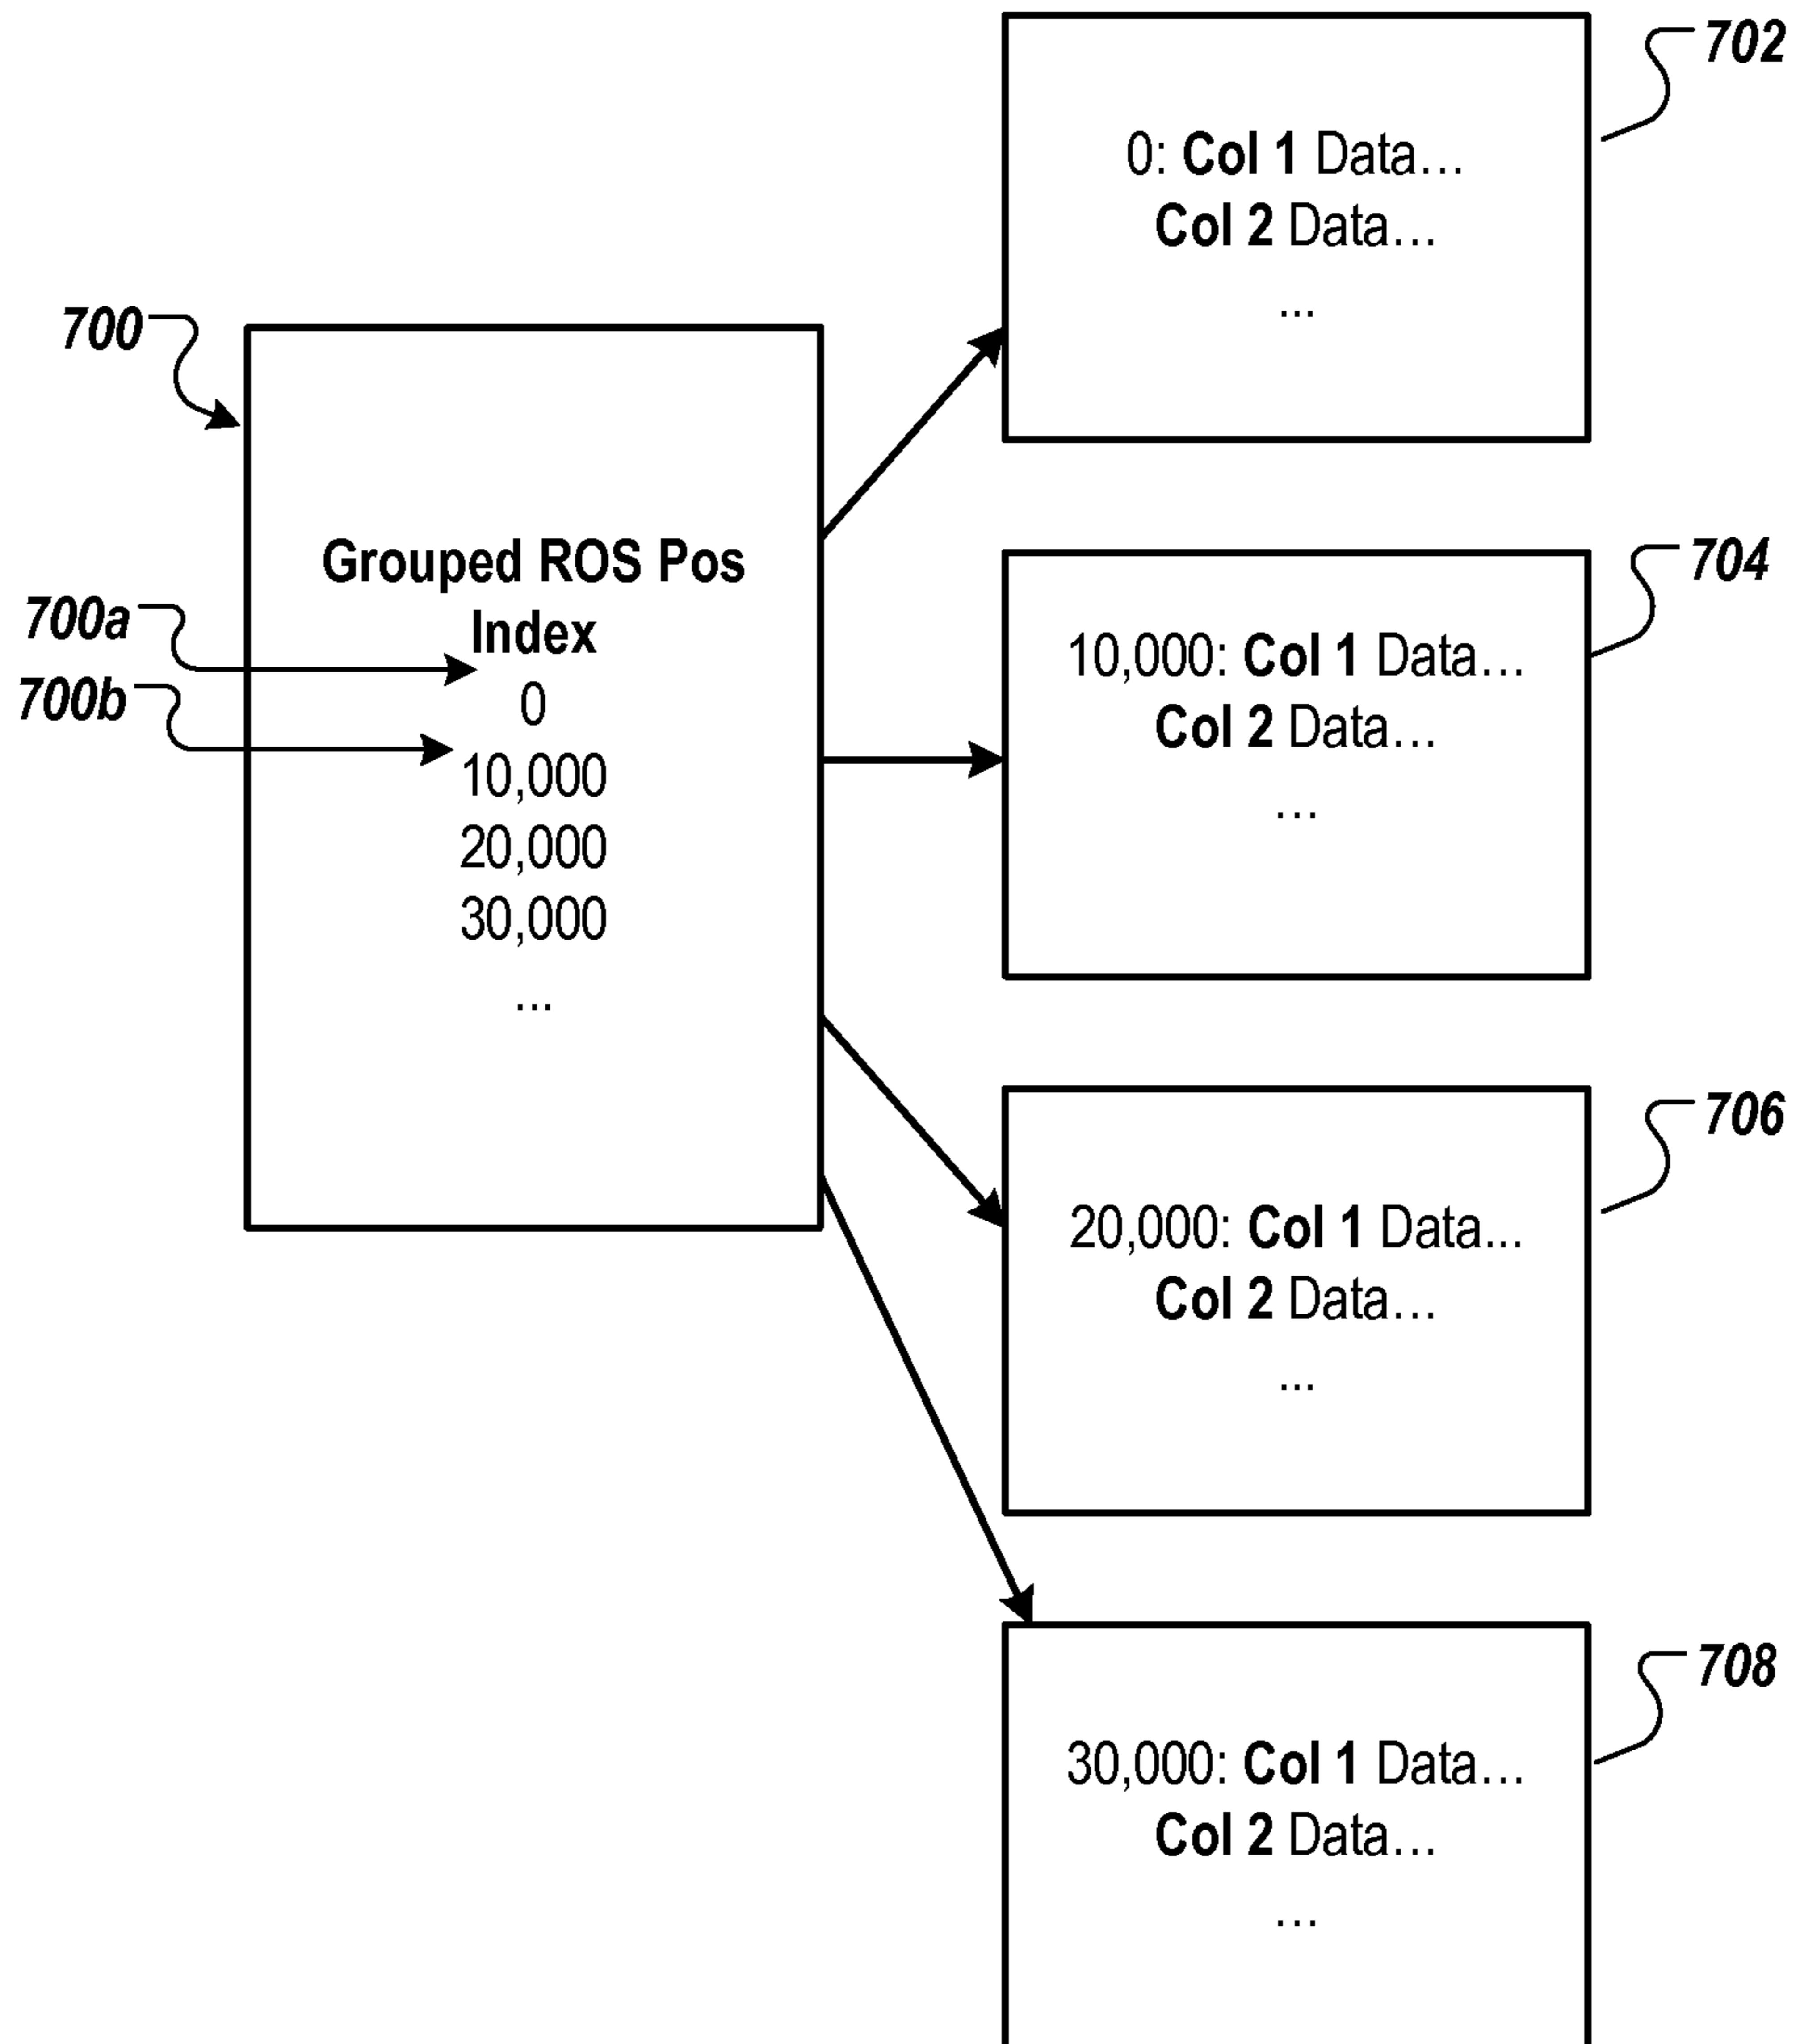 702
0: Col 1 Data...
Col 2 Data...
...
700
Grouped ROS Pos
Index
700a
0
700b
10,000
20,000
30,000
...
704
10,000: Col 1 Data...
Col 2 Data...
...
706
20,000: Col 1 Data...
Col 2 Data...
...
708
30,000: Col 1 Data...
Col 2 Data...
...